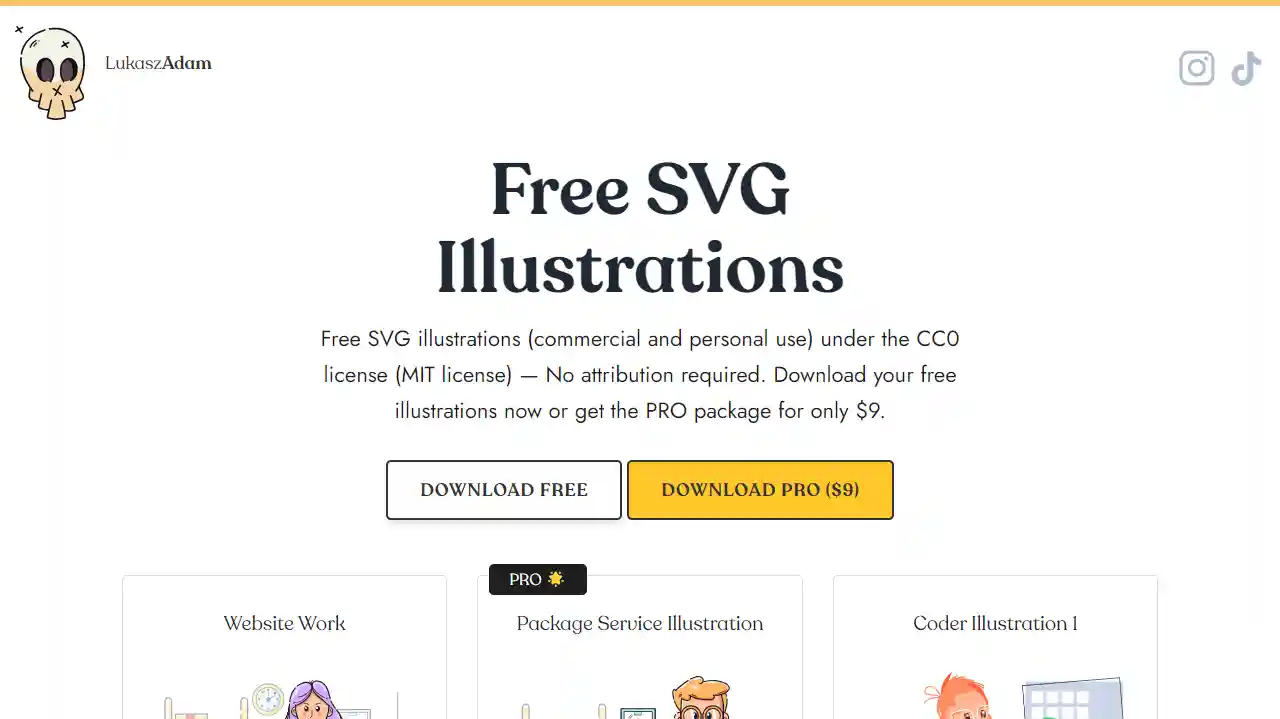 LukaszAdam
Free SVG
Illustrations
Free SVG illustrations (commercial and personal use) under the CC0
license (MIT license) — No attribution required. Download your free
illustrations now or get the PRO package for only $9.
DOWNLOAD FREE
DOWNLOAD PRO ($9)
PRO 🌟
Website Work
Package Service Illustration
Coder Illustration 1